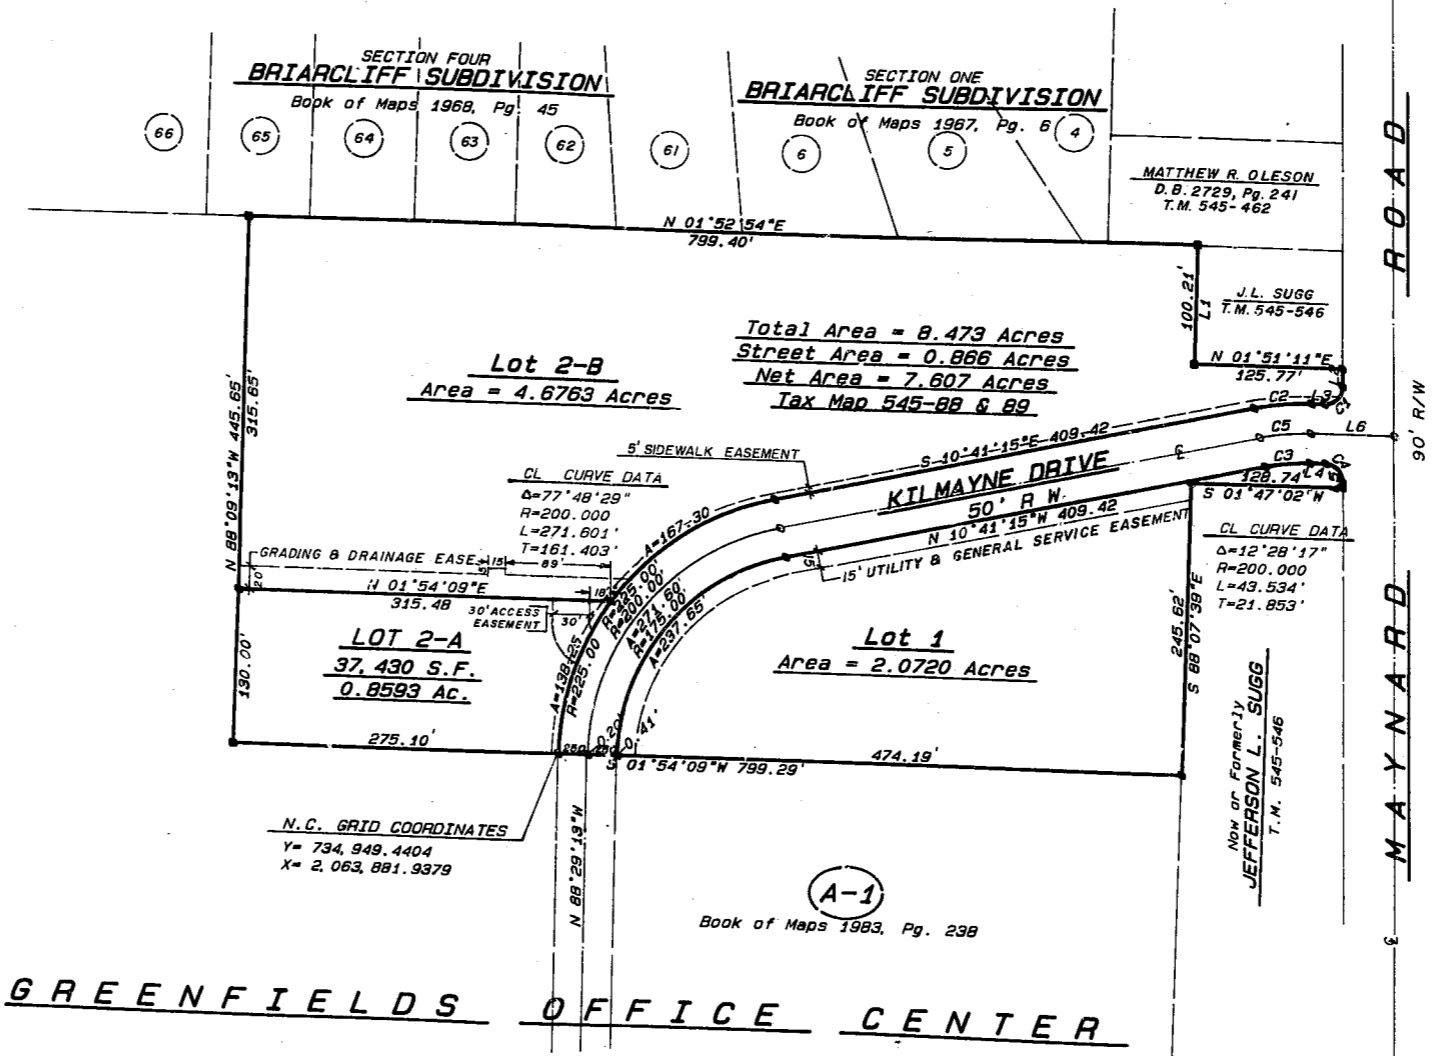 SECTION FOUR
BRIARCLIFF SUBDIVISION
Book of Maps 1968, Pg. 45
SECTION ONE
BRIARCLIFF SUBDIVISION
Book of Maps 1967, Pg. 6
66
65
64
63
62
61
6
5
4
MATTHEW R. OLESON
D.B. 2729, Pg. 241
T.M. 545-462
N 01°52'54"E
799.40'
100.21'
L1
J.L. SUGG
T.M. 545-546
N 01°51'11"E
125.77'
Total Area = 8.473 Acres
Street Area = 0.866 Acres
Net Area = 7.607 Acres
Tax Map 545-88 & 89
Lot 2-B
Area = 4.6763 Acres
N 88°09'13"W 445.65'
315.65'
C2
L3
C5
L6
C3
L4
5' SIDEWALK EASEMENT
S 10°41'15"E 409.42
KILMAYNE DRIVE
50' R W
N 10°41'15"W 409.42
15' UTILITY & GENERAL SERVICE EASEMENT
15'
128.74'
S 01°47'02"W
CL CURVE DATA
Δ=77°48'29"
R=200.000
L=271.601'
T=161.403'
CL CURVE DATA
Δ=12°28'17"
R=200.000
L=43.534'
T=21.853'
GRADING & DRAINAGE EASE.
15'
89'
20'
N 01°54'09"E
315.48
18'
30' ACCESS
EASEMENT
30'
A=167.30
R=225.00'
R=200.00'
A=271.60'
R=175.00'
A=237.65'
A=138.25
R=225.00
LOT 2-A
37,430 S.F.
0.8593 Ac.
130.00'
Lot 1
Area = 2.0720 Acres
245.62'
S 88°07'39"E
275.10'
0.20'
0.41'
S 01°54'09"W 799.29'
474.19'
N.C. GRID COORDINATES
Y= 734,949.4404
X= 2,063,881.9379
N 88°29'13"W
A-1
Book of Maps 1983, Pg. 238
Now or Formerly
JEFFERSON L. SUGG
T.M. 545-546
MAYNARD ROAD
90' R/W
GREENFIELDS OFFICE CENTER